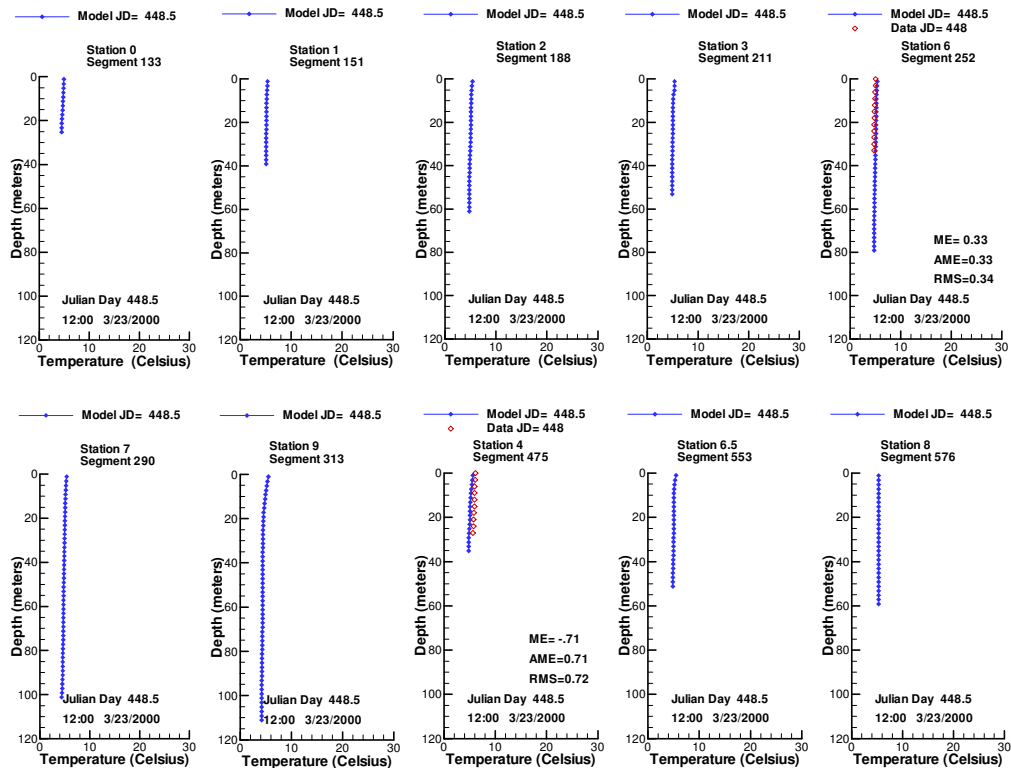 Model JD= 448.5
Station 0
Segment 133
0
20
40
60
80
100
120
Depth (meters)
Julian Day 448.5
12:00 3/23/2000
0 10 20 30
Temperature (Celsius)
Model JD= 448.5
Station 1
Segment 151
0
20
40
60
80
100
120
Depth (meters)
Julian Day 448.5
12:00 3/23/2000
0 10 20 30
Temperature (Celsius)
Model JD= 448.5
Station 2
Segment 188
0
20
40
60
80
100
120
Depth (meters)
Julian Day 448.5
12:00 3/23/2000
0 10 20 30
Temperature (Celsius)
Model JD= 448.5
Station 3
Segment 211
0
20
40
60
80
100
120
Depth (meters)
Julian Day 448.5
12:00 3/23/2000
0 10 20 30
Temperature (Celsius)
Model JD= 448.5
Data JD= 448
Station 6
Segment 252
0
20
40
60
80
100
120
Depth (meters)
ME= 0.33
AME=0.33
RMS=0.34
Julian Day 448.5
12:00 3/23/2000
0 10 20 30
Temperature (Celsius)
Model JD= 448.5
Station 7
Segment 290
0
20
40
60
80
100
120
Depth (meters)
Julian Day 448.5
12:00 3/23/2000
0 10 20 30
Temperature (Celsius)
Model JD= 448.5
Station 9
Segment 313
0
20
40
60
80
100
120
Depth (meters)
Julian Day 448.5
12:00 3/23/2000
0 10 20 30
Temperature (Celsius)
Model JD= 448.5
Data JD= 448
Station 4
Segment 475
0
20
40
60
80
100
120
Depth (meters)
ME= -.71
AME=0.71
RMS=0.72
Julian Day 448.5
12:00 3/23/2000
0 10 20 30
Temperature (Celsius)
Model JD= 448.5
Station 6.5
Segment 553
0
20
40
60
80
100
120
Depth (meters)
Julian Day 448.5
12:00 3/23/2000
0 10 20 30
Temperature (Celsius)
Model JD= 448.5
Station 8
Segment 576
0
20
40
60
80
100
120
Depth (meters)
Julian Day 448.5
12:00 3/23/2000
0 10 20 30
Temperature (Celsius)